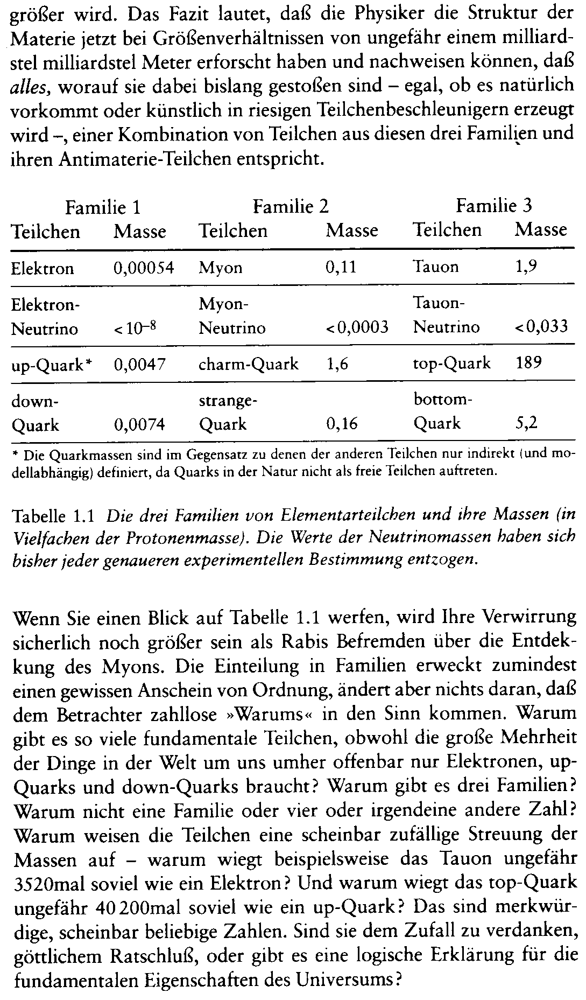 größer wird. Das Fazit lautet, daß die Physiker die Struktur der
Materie jetzt bei Größenverhältnissen von ungefähr einem milliard-
stel milliardstel Meter erforscht haben und nachweisen können, daß
alles, worauf sie dabei bislang gestoßen sind – egal, ob es natürlich
vorkommt oder künstlich in riesigen Teilchenbeschleunigern erzeugt
wird –, einer Kombination von Teilchen aus diesen drei Familien und
ihren Antimaterie-Teilchen entspricht.
Familie 1 Familie 2 Familie 3
Teilchen Masse Teilchen Masse Teilchen Masse
Elektron 0,00054 Myon 0,11 Tauon 1,9
Elektron- Myon- Tauon-
Neutrino <10–8 Neutrino <0,0003 Neutrino <0,033
up-Quark* 0,0047 charm-Quark 1,6 top-Quark 189
down- strange- bottom-
Quark 0,0074 Quark 0,16 Quark 5,2
* Die Quarkmassen sind im Gegensatz zu denen der anderen Teilchen nur indirekt (und mo-
dellabhängig) definiert, da Quarks in der Natur nicht als freie Teilchen auftreten.
Tabelle 1.1 Die drei Familien von Elementarteilchen und ihre Massen (in
Vielfachen der Protonenmasse). Die Werte der Neutrinomassen haben sich
bisher jeder genaueren experimentellen Bestimmung entzogen.
Wenn Sie einen Blick auf Tabelle 1.1 werfen, wird Ihre Verwirrung
sicherlich noch größer sein als Rabis Befremden über die Entdek-
kung des Myons. Die Einteilung in Familien erweckt zumindest
einen gewissen Anschein von Ordnung, ändert aber nichts daran, daß
dem Betrachter zahllose »Warums« in den Sinn kommen. Warum
gibt es so viele fundamentale Teilchen, obwohl die große Mehrheit
der Dinge in der Welt um uns umher offenbar nur Elektronen, up-
Quarks und down-Quarks braucht? Warum gibt es drei Familien?
Warum nicht eine Familie oder vier oder irgendeine andere Zahl?
Warum weisen die Teilchen eine scheinbar zufällige Streuung der
Massen auf – warum wiegt beispielsweise das Tauon ungefähr
3520mal soviel wie ein Elektron? Und warum wiegt das top-Quark
ungefähr 40 200mal soviel wie ein up-Quark? Das sind merkwür-
dige, scheinbar beliebige Zahlen. Sind sie dem Zufall zu verdanken,
göttlichem Ratschluß, oder gibt es eine logische Erklärung für die
fundamentalen Eigenschaften des Universums?